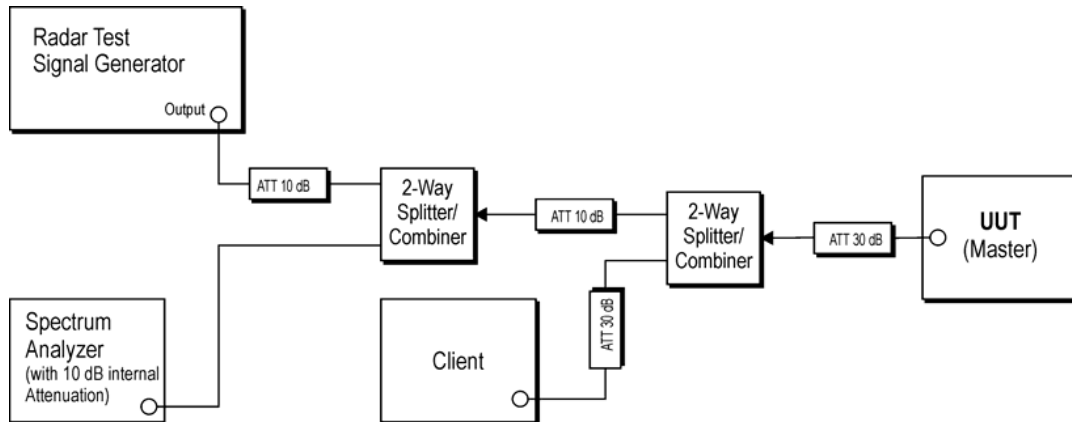 Radar Test
Signal Generator
Output
ATT 10 dB
2-Way
Splitter/
Combiner
ATT 10 dB
2-Way
Splitter/
Combiner
ATT 30 dB
UUT
(Master)
ATT 30 dB
Spectrum
Analyzer
(with 10 dB internal
Attenuation)
Client